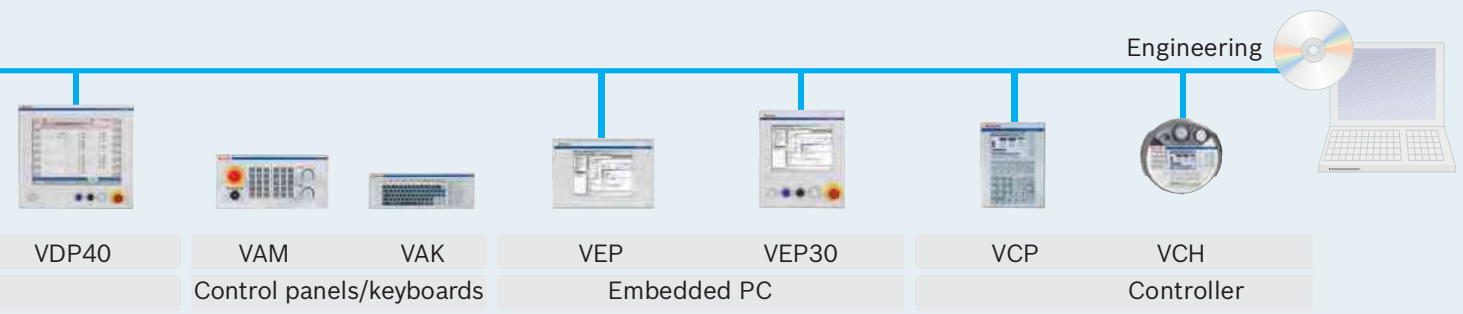 Engineering
VDP40 VAM VAK VEP VEP30 VCP VCH
Control panels/keyboards Embedded PC Controller